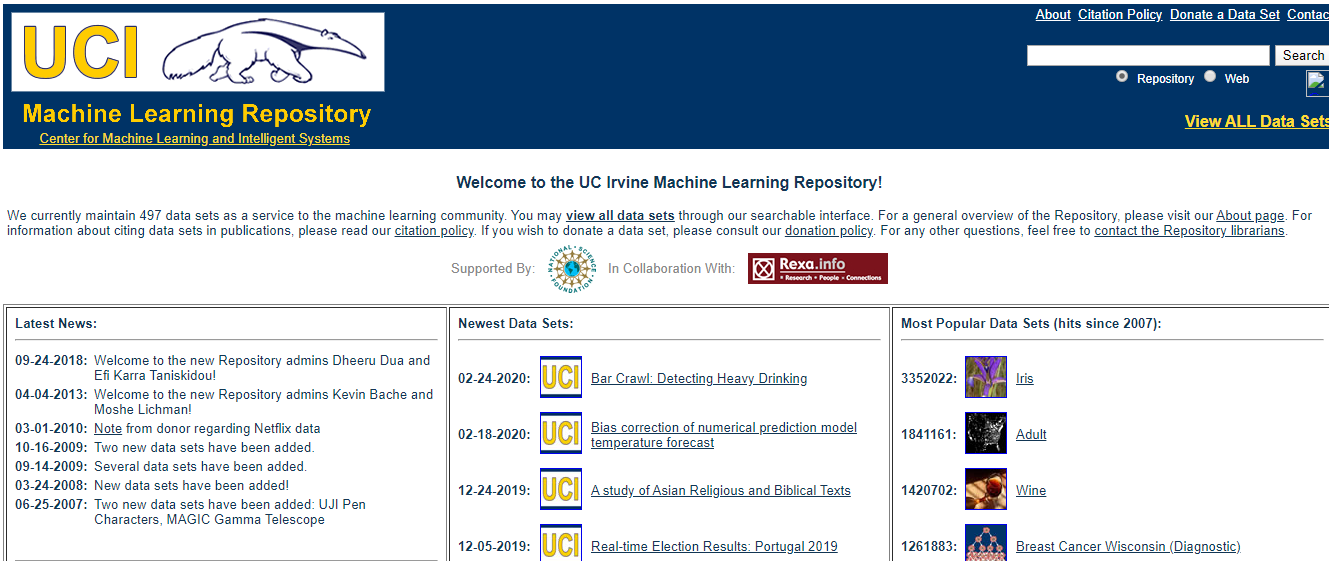 About Citation Policy Donate a Data Set Contac
UCI
Search
Repository Web
Machine Learning Repository
Center for Machine Learning and Intelligent Systems
View ALL Data Sets
Welcome to the UC Irvine Machine Learning Repository!
We currently maintain 497 data sets as a service to the machine learning community. You may view all data sets through our searchable interface. For a general overview of the Repository, please visit our About page. For
information about citing data sets in publications, please read our citation policy. If you wish to donate a data set, please consult our donation policy. For any other questions, feel free to contact the Repository librarians.
Supported By: NATIONAL SCIENCE FOUNDATION In Collaboration With: Rexa.info
Research • People • Connections
Latest News:
09-24-2018: Welcome to the new Repository admins Dheeru Dua and
Efi Karra Taniskidou!
04-04-2013: Welcome to the new Repository admins Kevin Bache and
Moshe Lichman!
03-01-2010: Note from donor regarding Netflix data
10-16-2009: Two new data sets have been added.
09-14-2009: Several data sets have been added.
03-24-2008: New data sets have been added!
06-25-2007: Two new data sets have been added: UJI Pen
Characters, MAGIC Gamma Telescope
Newest Data Sets:
02-24-2020: UCI Bar Crawl: Detecting Heavy Drinking
02-18-2020: UCI Bias correction of numerical prediction model
temperature forecast
12-24-2019: UCI A study of Asian Religious and Biblical Texts
12-05-2019: UCI Real-time Election Results: Portugal 2019
Most Popular Data Sets (hits since 2007):
3352022: Iris
1841161: Adult
1420702: Wine
1261883: Breast Cancer Wisconsin (Diagnostic)